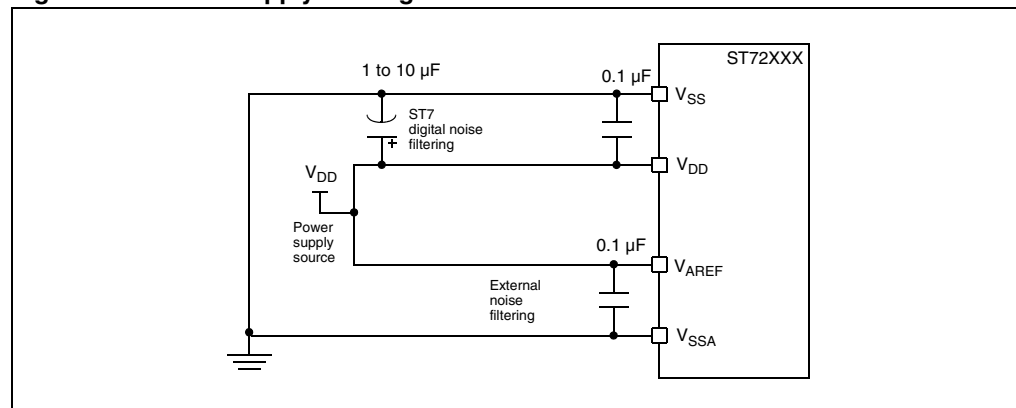 ST72XXX
1 to 10 µF
0.1 µF
VSS
ST7
digital noise
filtering
+
VDD
VDD
Power
supply
source
0.1 µF
VAREF
External
noise
filtering
VSSA